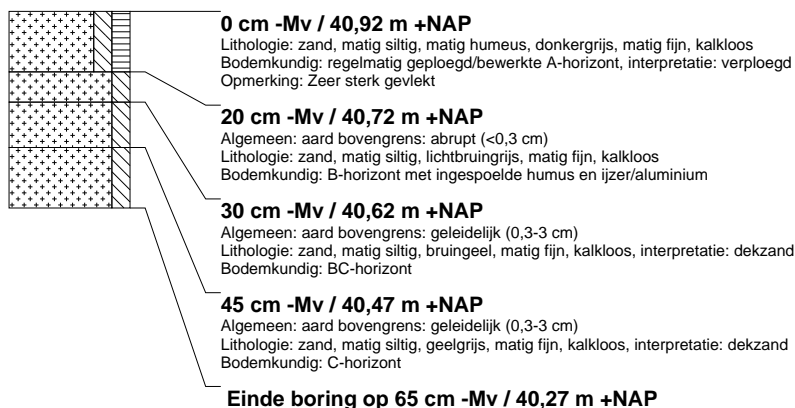 0 cm -Mv / 40,92 m +NAP
Lithologie: zand, matig siltig, matig humeus, donkergrijs, matig fijn, kalkloos
Bodemkundig: regelmatig geploegd/bewerkte A-horizont, interpretatie: verploegd
Opmerking: Zeer sterk gevlekt
20 cm -Mv / 40,72 m +NAP
Algemeen: aard bovengrens: abrupt (<0,3 cm)
Lithologie: zand, matig siltig, lichtbruingrijs, matig fijn, kalkloos
Bodemkundig: B-horizont met ingespoelde humus en ijzer/aluminium
30 cm -Mv / 40,62 m +NAP
Algemeen: aard bovengrens: geleidelijk (0,3-3 cm)
Lithologie: zand, matig siltig, bruingeel, matig fijn, kalkloos, interpretatie: dekzand
Bodemkundig: BC-horizont
45 cm -Mv / 40,47 m +NAP
Algemeen: aard bovengrens: geleidelijk (0,3-3 cm)
Lithologie: zand, matig siltig, geelgrijs, matig fijn, kalkloos, interpretatie: dekzand
Bodemkundig: C-horizont
Einde boring op 65 cm -Mv / 40,27 m +NAP